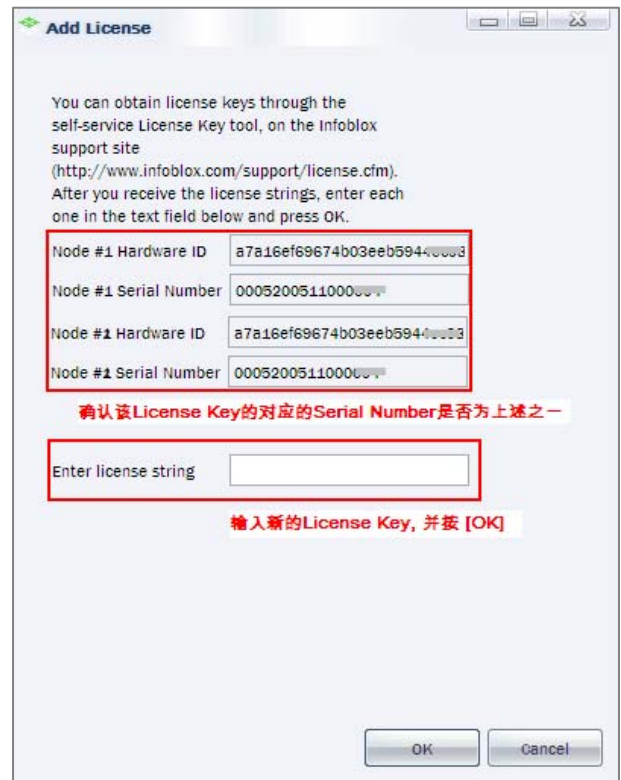 Add License
You can obtain license keys through the
self-service License Key tool, on the Infoblox
support site
(http://www.infoblox.com/support/license.cfm).
After you receive the license strings, enter each
one in the text field below and press OK.
Node #1 Hardware ID
Node #1 Serial Number
Node #1 Hardware ID
Node #1 Serial Number
确认该License Key的对应的Serial Number是否为上述之一
Enter license string
输入新的License Key, 并按 [OK]
OK Cancel